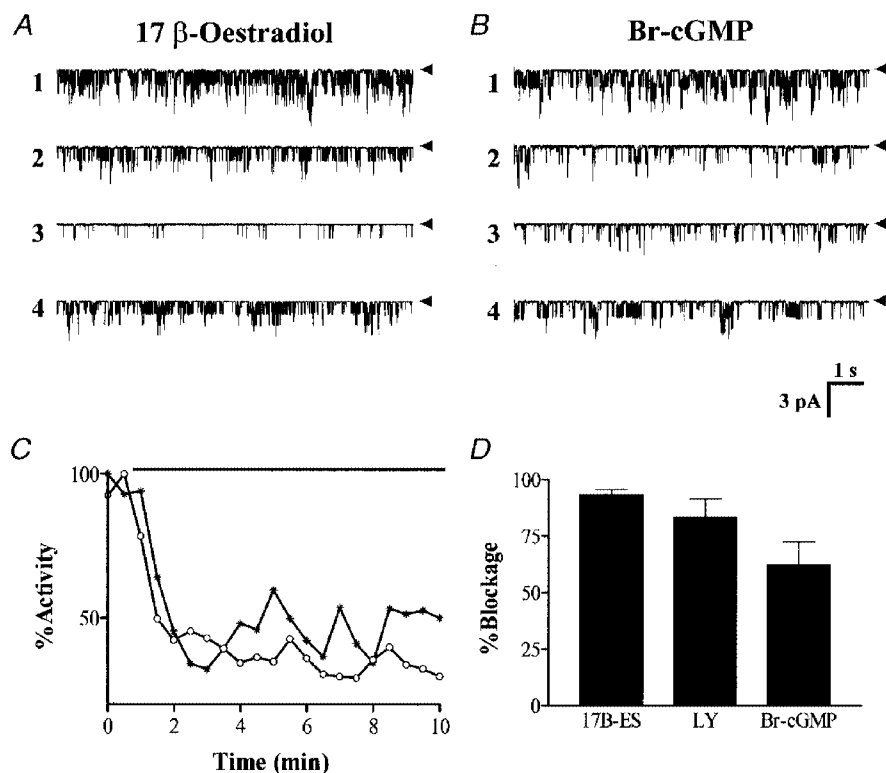 A
17 β-Oestradiol
1
2
3
4
B
Br-cGMP
1
2
3
4
1 s
3 pA
C
100
50
%Activity
0 2 4 6 8 10
Time (min)
D
100
75
50
25
0
%Blockage
17B-ES LY Br-cGMP